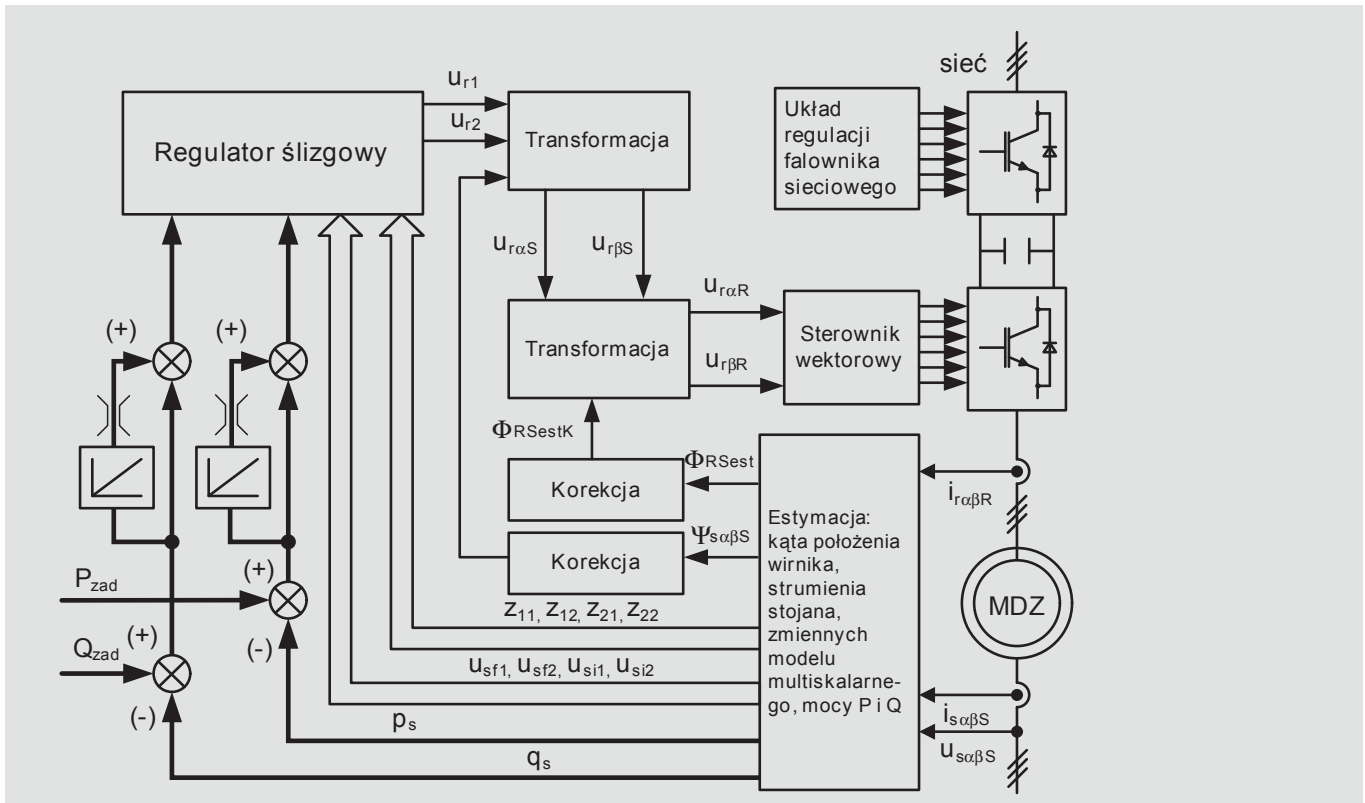 sieć
u_r1
u_r2
Regulator ślizgowy
Transformacja
Układ
regulacji
falownika
sieciowego
u_rαS
u_rβS
(+)
(+)
Transformacja
u_rαR
u_rβR
Sterownik
wektorowy
Φ_RSestK
Φ_RSest
Korekcja
i_rαβR
Ψ_sαβS
Korekcja
Estymacja:
kąta położenia
wirnika,
strumienia
stojana,
zmiennych
modelu
multiskalarne-
go, mocy P i Q
MDZ
P_zad
(+)
z_11, z_12, z_21, z_22
(+)
(-)
Q_zad
u_sf1, u_sf2, u_si1, u_si2
(-)
p_s
i_sαβS
u_sαβS
q_s